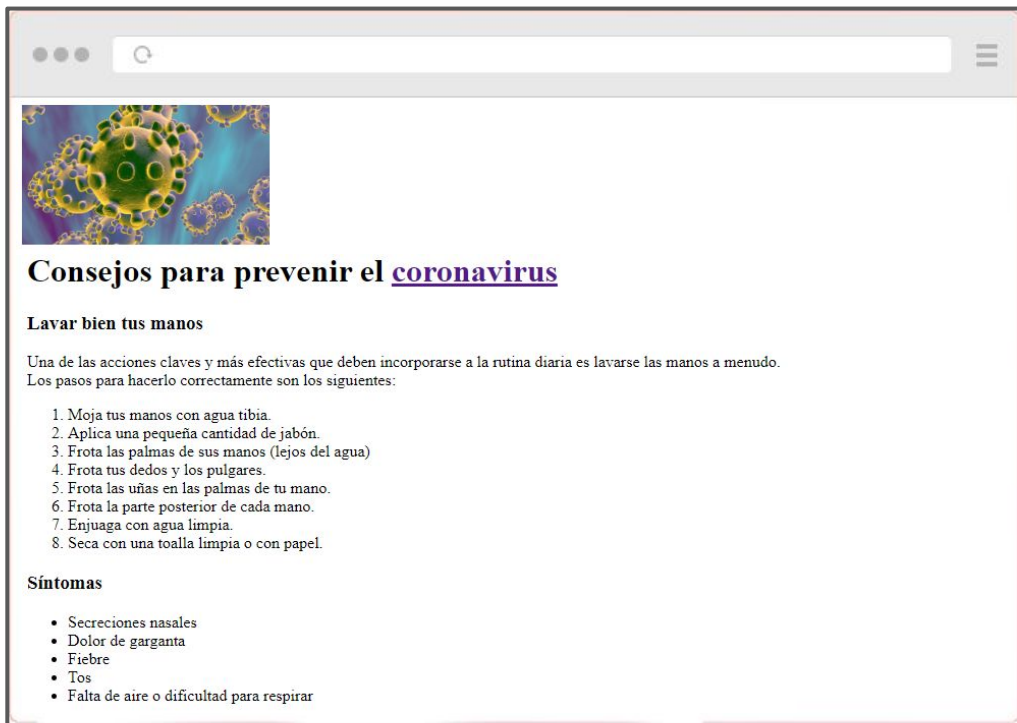 Consejos para prevenir el coronavirus
Lavar bien tus manos
Una de las acciones claves y más efectivas que deben incorporarse a la rutina diaria es lavarse las manos a menudo.
Los pasos para hacerlo correctamente son los siguientes:
1. Moja tus manos con agua tibia.
2. Aplica una pequeña cantidad de jabón.
3. Frota las palmas de sus manos (lejos del agua)
4. Frota tus dedos y los pulgares.
5. Frota las uñas en las palmas de tu mano.
6. Frota la parte posterior de cada mano.
7. Enjuaga con agua limpia.
8. Seca con una toalla limpia o con papel.
Síntomas
• Secreciones nasales
• Dolor de garganta
• Fiebre
• Tos
• Falta de aire o dificultad para respirar